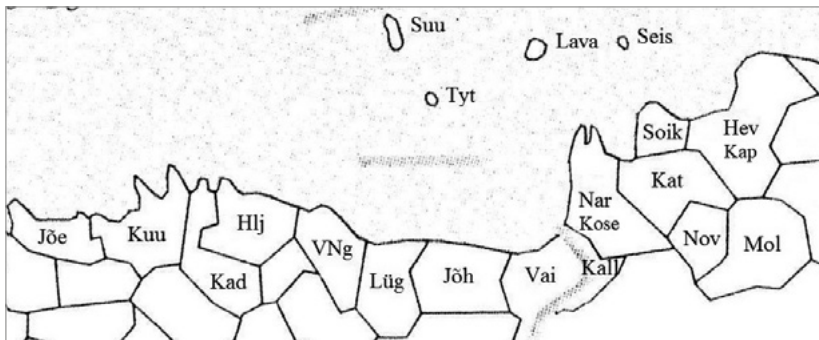 Suu
Lava
Seis
Tyt
Soik
Hev
Kap
Kat
Nar
Kose
Jõe
Kuu
Hlj
VNg
Nov
Mol
Kad
Lüg
Jõh
Vai
Kall